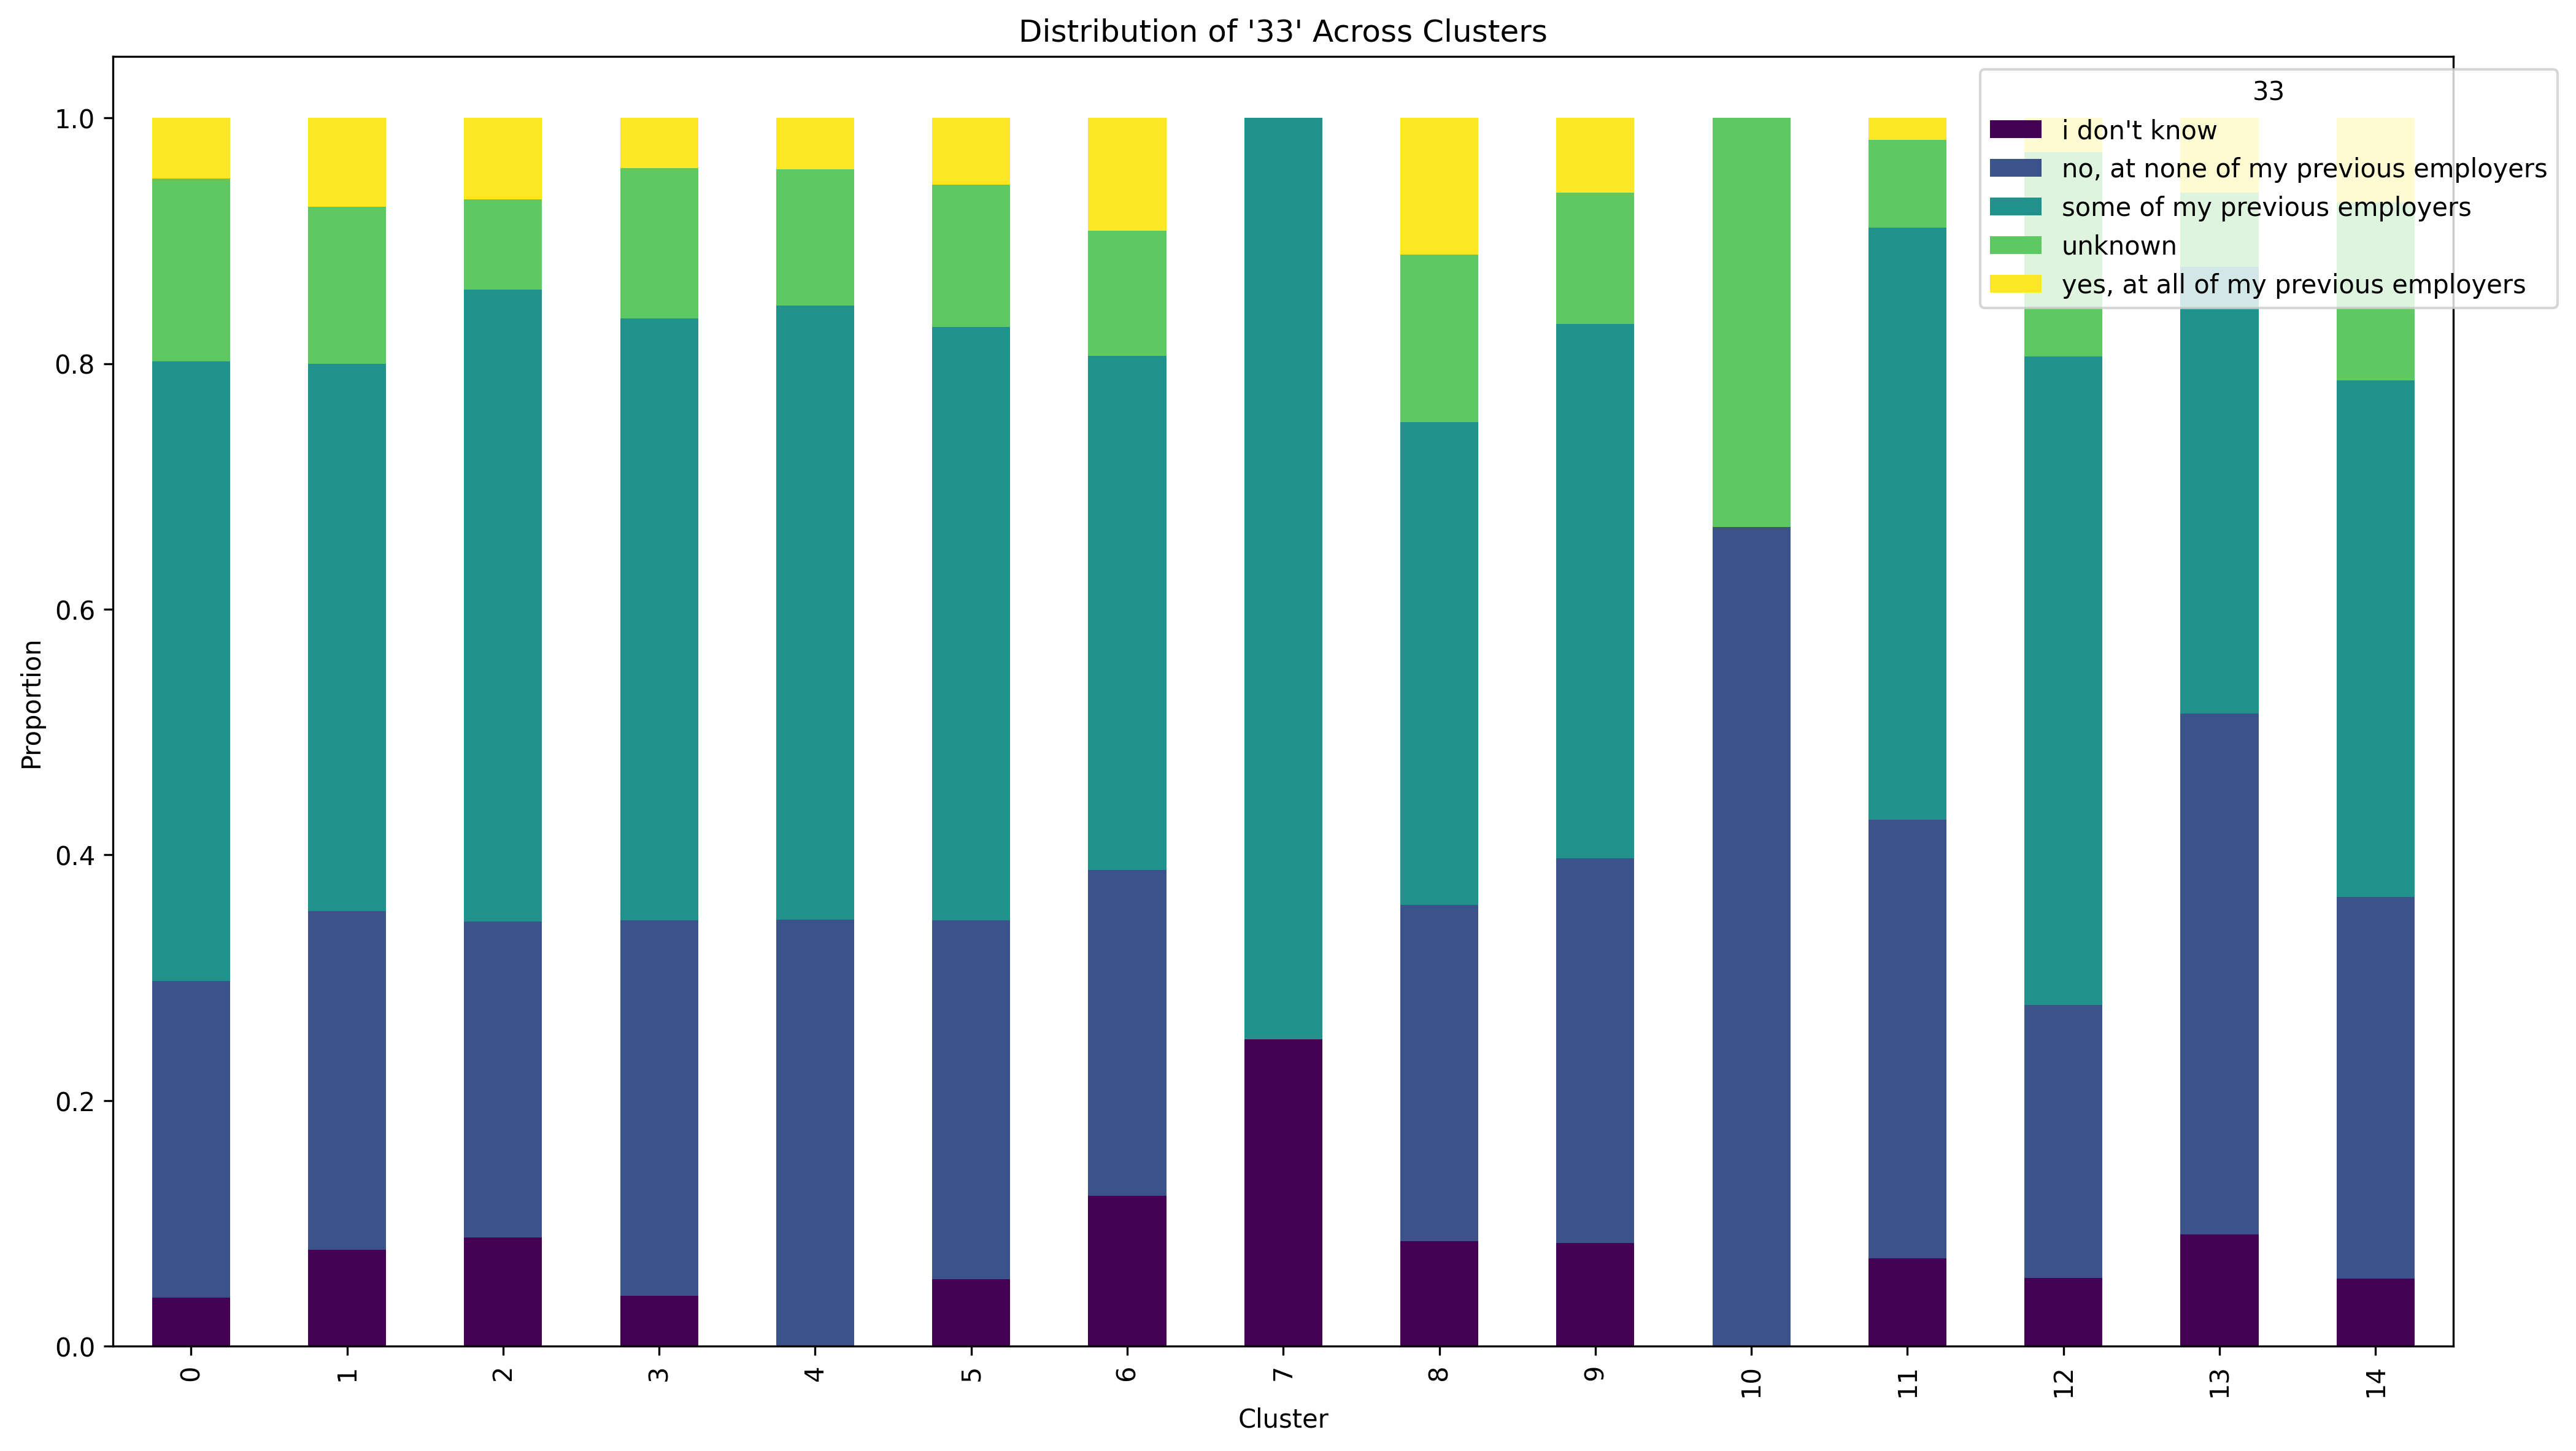 Distribution of '33' Across Clusters
33
i don't know
no, at none of my previous employers
some of my previous employers
unknown
yes, at all of my previous employers
1.0
0.8
0.6
0.4
0.2
0.0
Proportion
0 1 2 3 4 5 6 7 8 9 10 11 12 13 14
Cluster